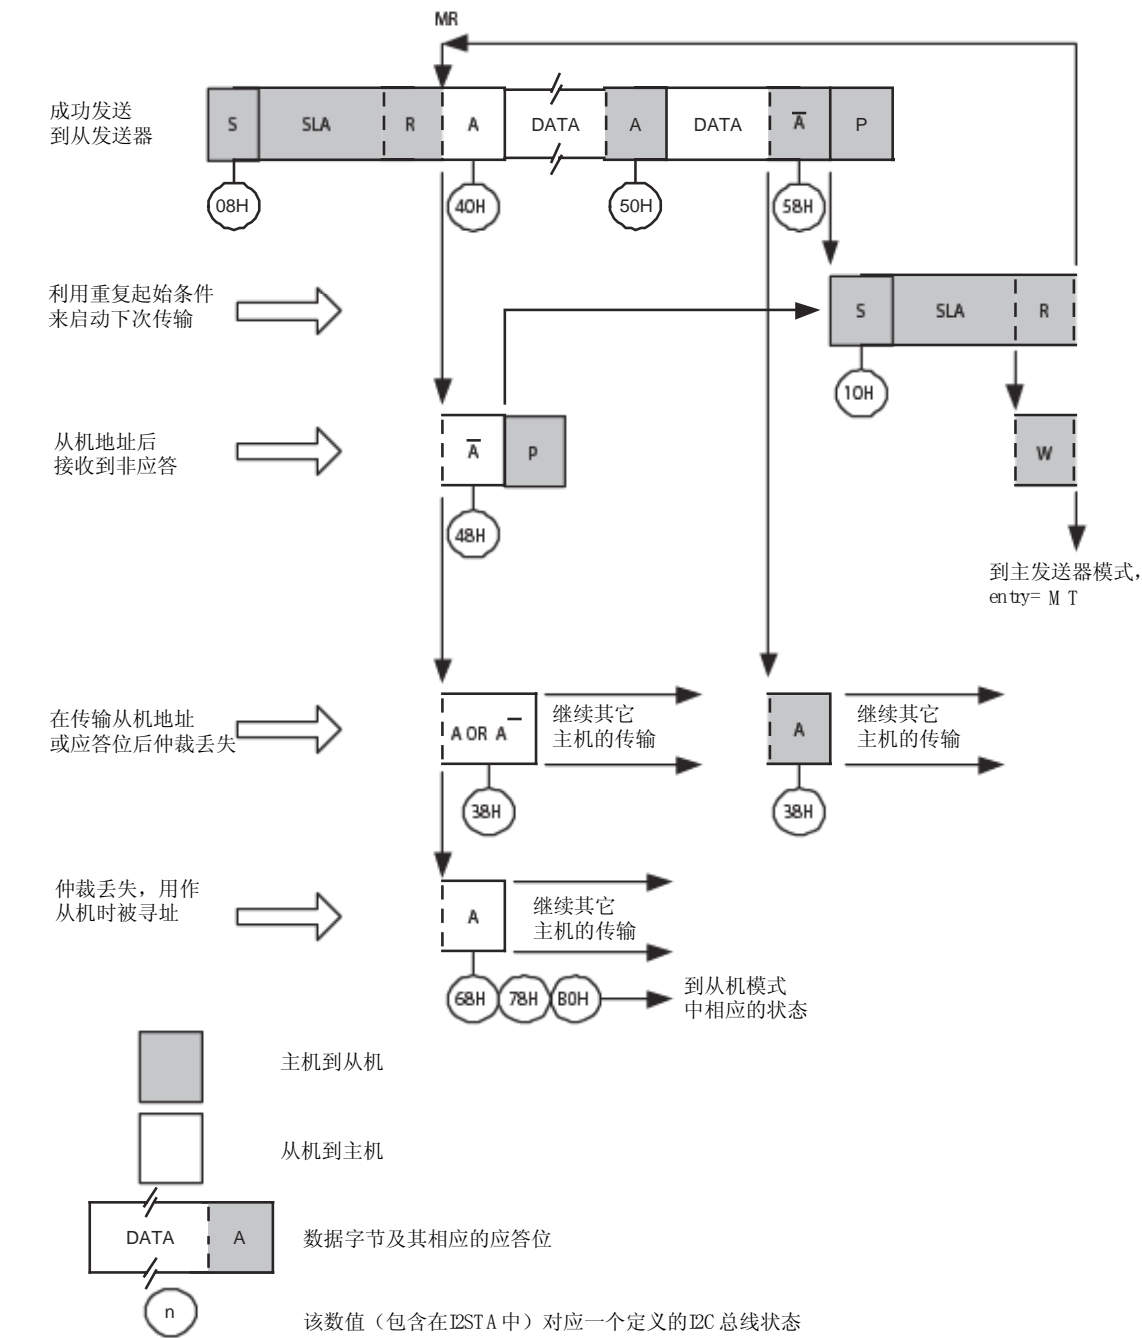 MR
成功发送
到从发送器
S SLA R A DATA A DATA A̅ P
08H 40H 50H 58H
利用重复起始条件
来启动下次传输
S SLA R
10H
从机地址后
接收到非应答
A̅ P W
48H
到主发送器模式，
entry= M T
在传输从机地址
或应答位后仲裁丢失
A OR A̅
继续其它
主机的传输
A
继续其它
主机的传输
38H 38H
仲裁丢失，用作
从机时被寻址
A
继续其它
主机的传输
68H 78H B0H
到从机模式
中相应的状态
主机到从机
从机到主机
DATA A
数据字节及其相应的应答位
n
该数值（包含在I2STA 中）对应一个定义的I2C 总线状态